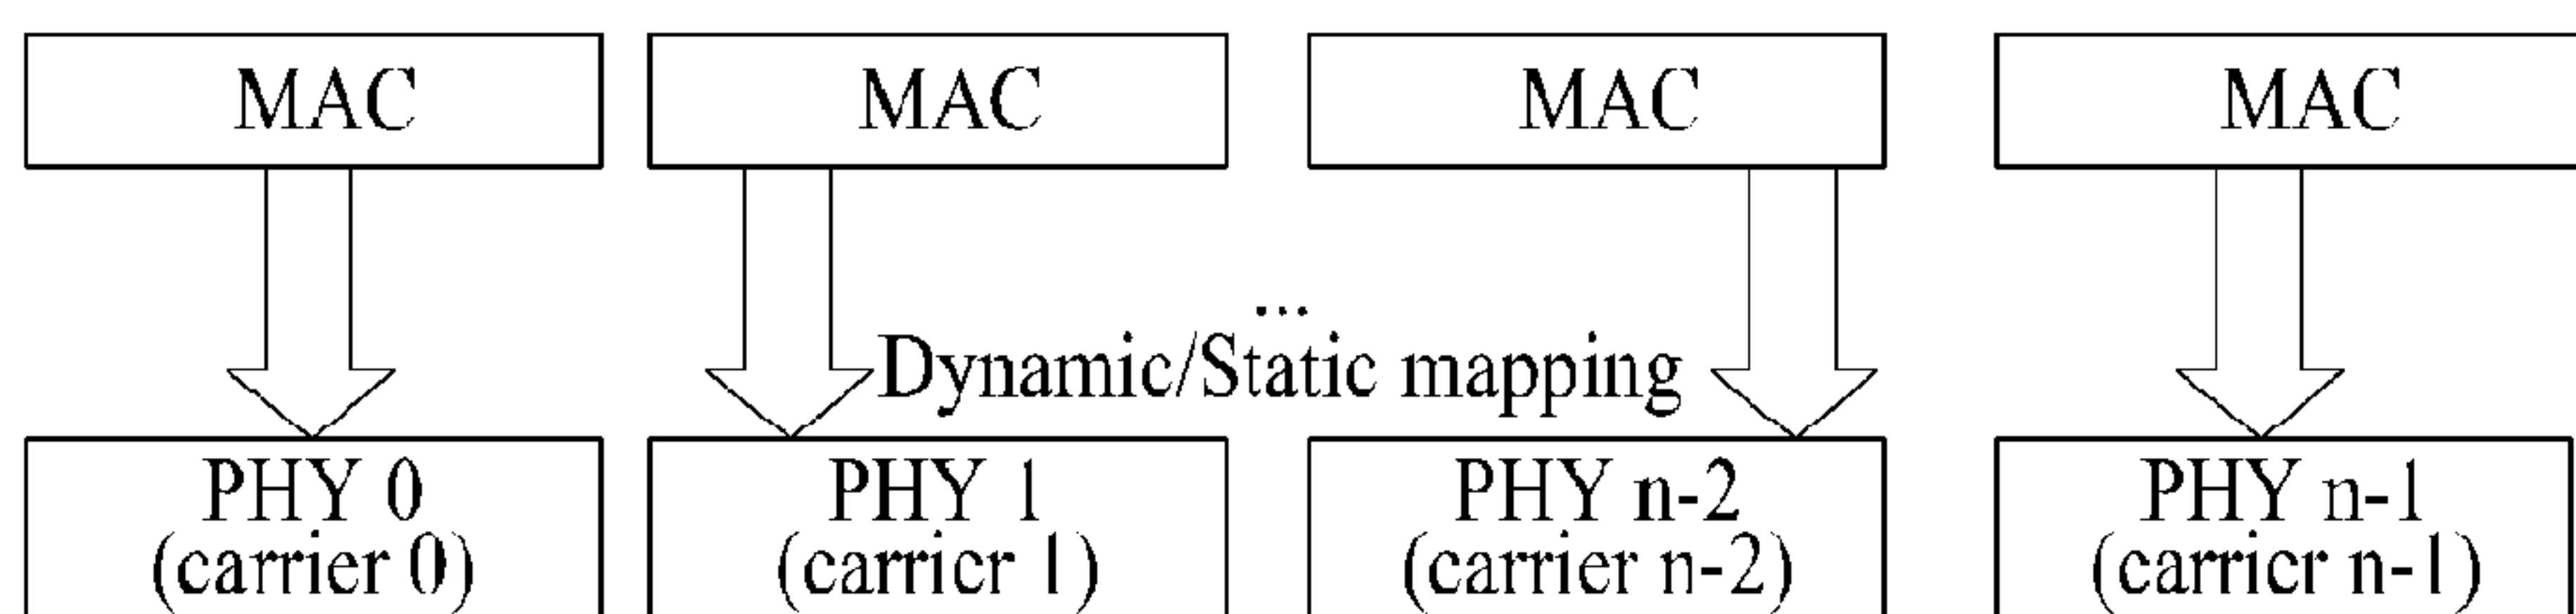 MAC MAC MAC MAC
...
Dynamic/Static mapping
PHY 0 PHY 1 PHY n-2 PHY n-1
(carrier 0) (carrier 1) (carrier n-2) (carrier n-1)